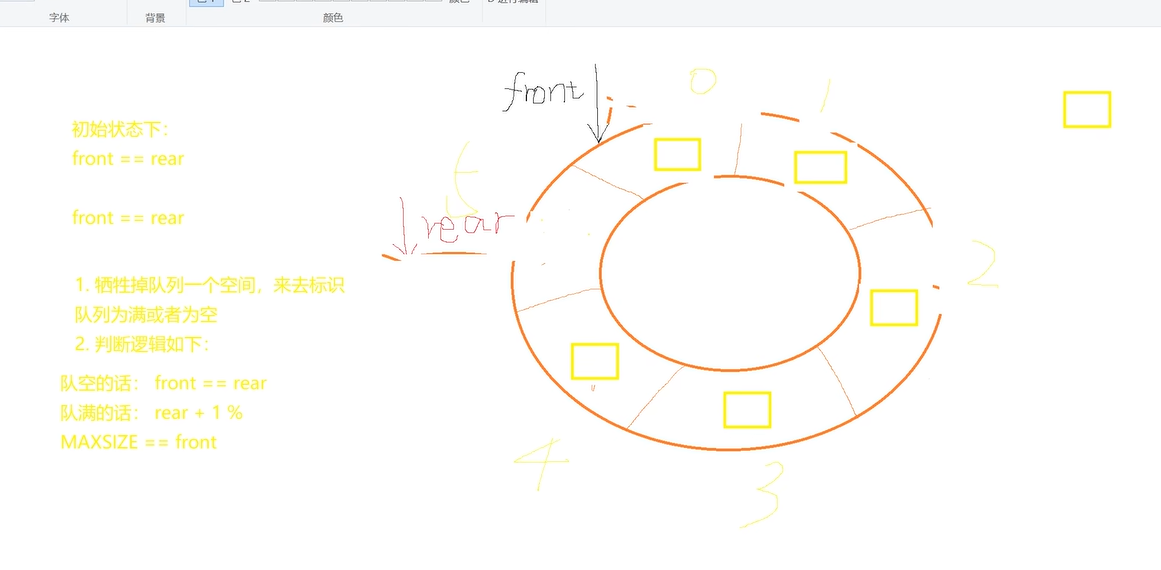 字体
背景
颜色
初始状态下：
front == rear
front == rear
1. 牺牲掉队列一个空间，来去标识
队列为满或者为空
2. 判断逻辑如下：
队空的话： front == rear
队满的话： rear + 1 %
MAXSIZE == front
front
rear
0
1
2
3
4
5